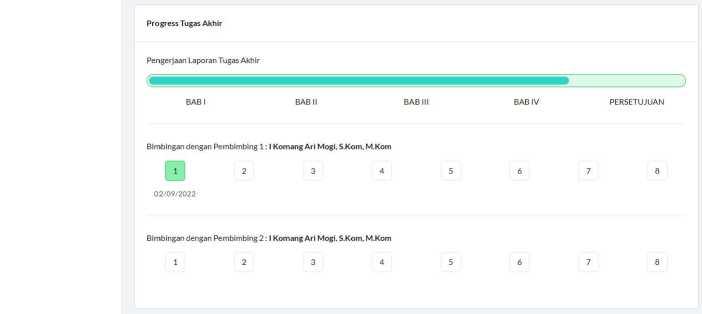 Progress Tugas Akhir
Pengerjaan Laporan Tugas Akhir
BAB I BAB II BAB III BAB IV PERSETUJUAN
Bimbingan dengan Pembimbing 1 : I Komang Ari Mogi, S.Kom, M.Kom
1 2 3 4 5 6 7 8
02/09/2022
Bimbingan dengan Pembimbing 2 : I Komang Ari Mogi, S.Kom, M.Kom
1 2 3 4 5 6 7 8